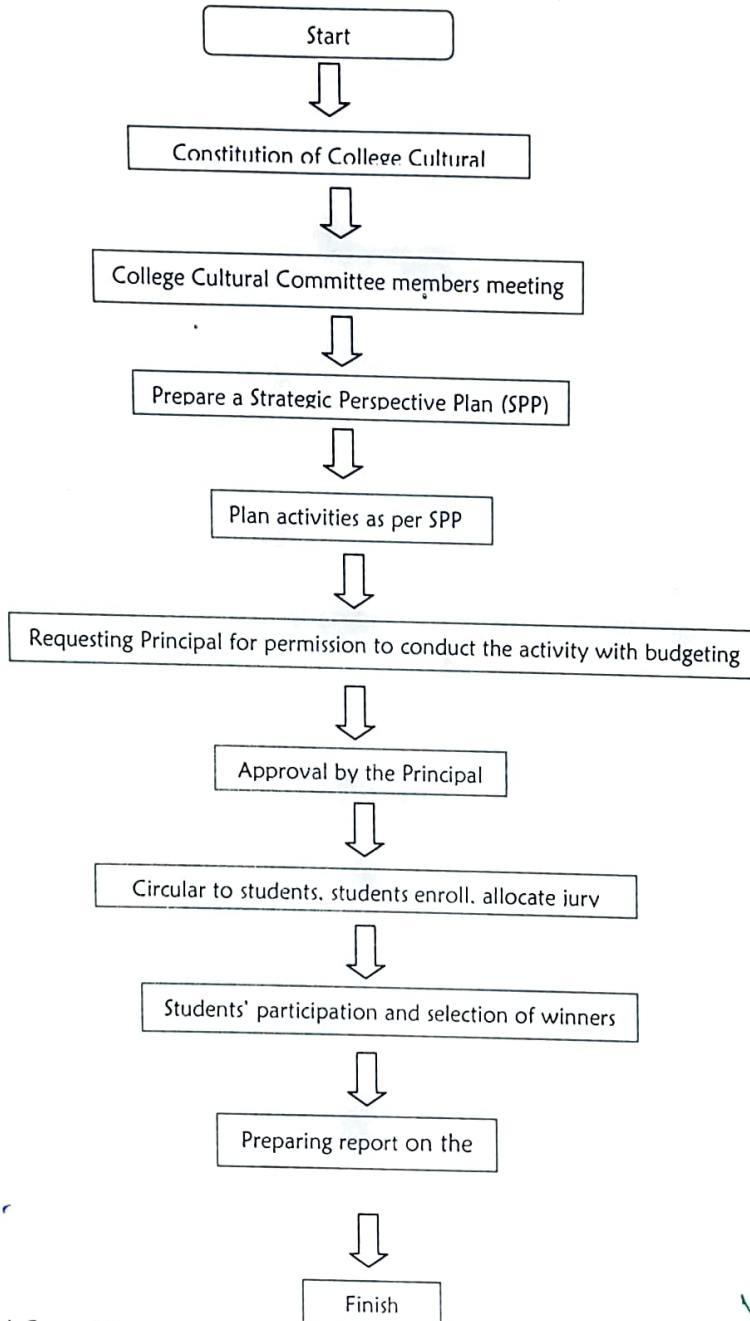 Start
Constitution of College Cultural
College Cultural Committee members meeting
Prepare a Strategic Perspective Plan (SPP)
Plan activities as per SPP
Requesting Principal for permission to conduct the activity with budgeting
Approval by the Principal
Circular to students, students enroll, allocate jury
Students' participation and selection of winners
Preparing report on the
Finish